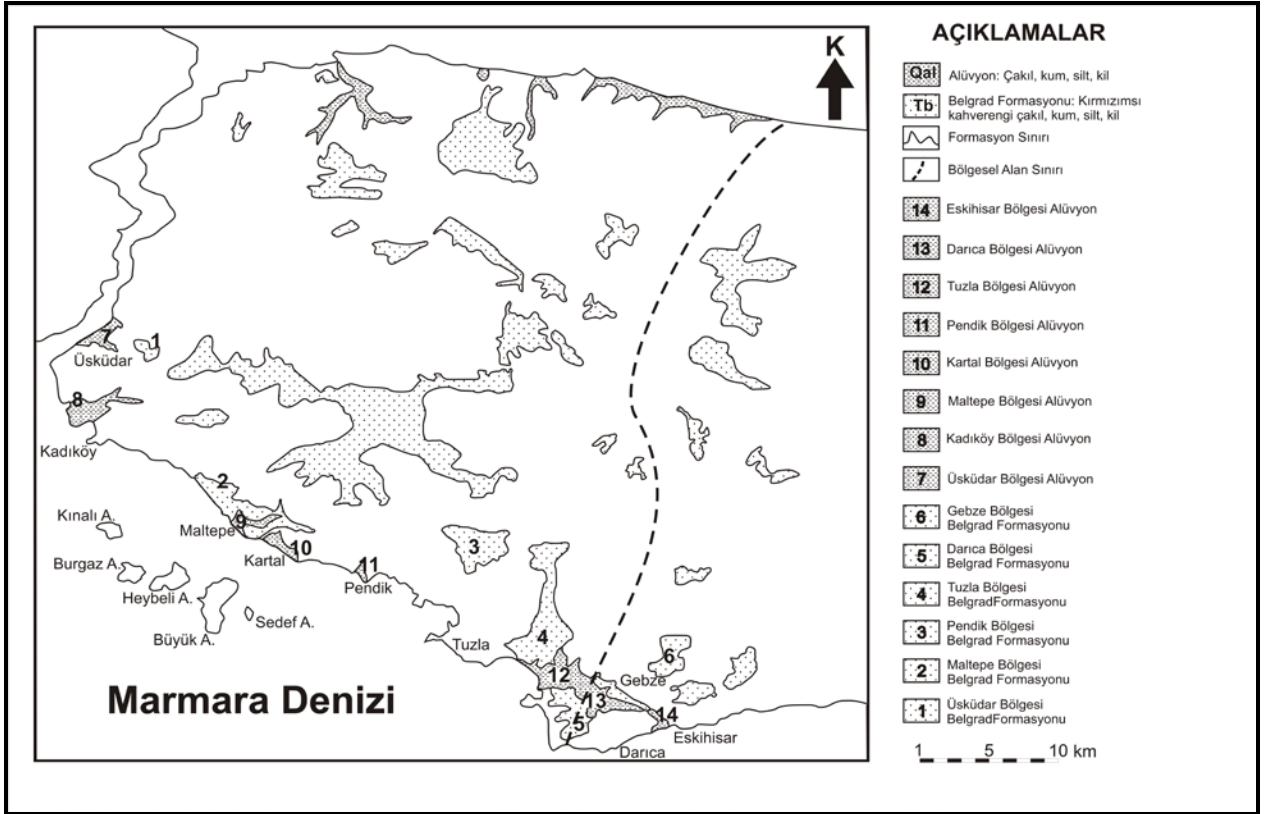 K
7
1
Üsküdar
8
Kadıköy
2
Kınalı A.
9
Maltepe
10
Kartal
3
Burgaz A.
11
Pendik
Heybeli A.
Sedef A.
Büyük A.
Tuzla
4
6
12
Gebze
13
14
5
Eskihisar
Darıca
Marmara Denizi
AÇIKLAMALAR
Qal Alüvyon: Çakıl, kum, silt, kil
Tb Belgrad Formasyonu: Kırmızımsı
kahverengi çakıl, kum, silt, kil
Formasyon Sınırı
Bölgesel Alan Sınırı
14 Eskihisar Bölgesi Alüvyon
13 Darıca Bölgesi Alüvyon
12 Tuzla Bölgesi Alüvyon
11 Pendik Bölgesi Alüvyon
10 Kartal Bölgesi Alüvyon
9 Maltepe Bölgesi Alüvyon
8 Kadıköy Bölgesi Alüvyon
7 Üsküdar Bölgesi Alüvyon
6 Gebze Bölgesi
Belgrad Formasyonu
5 Darıca Bölgesi
Belgrad Formasyonu
4 Tuzla Bölgesi
BelgradFormasyonu
3 Pendik Bölgesi
Belgrad Formasyonu
2 Maltepe Bölgesi
Belgrad Formasyonu
1 Üsküdar Bölgesi
BelgradFormasyonu
1 5 10 km